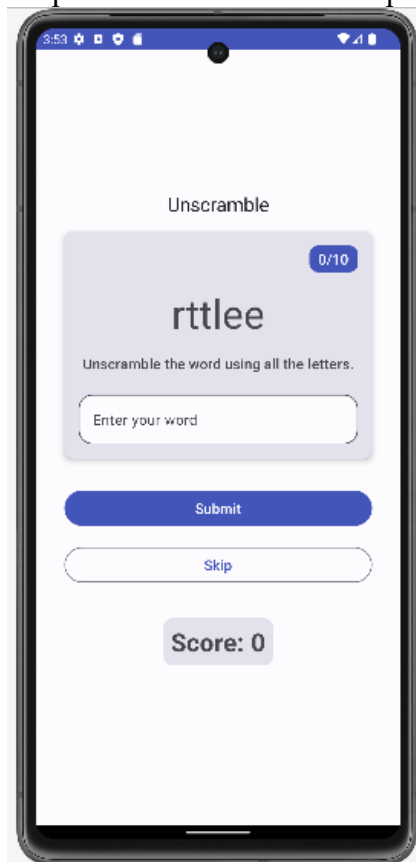 3:53
Unscramble
0/10
rttlee
Unscramble the word using all the letters.
Enter your word
Submit
Skip
Score: 0